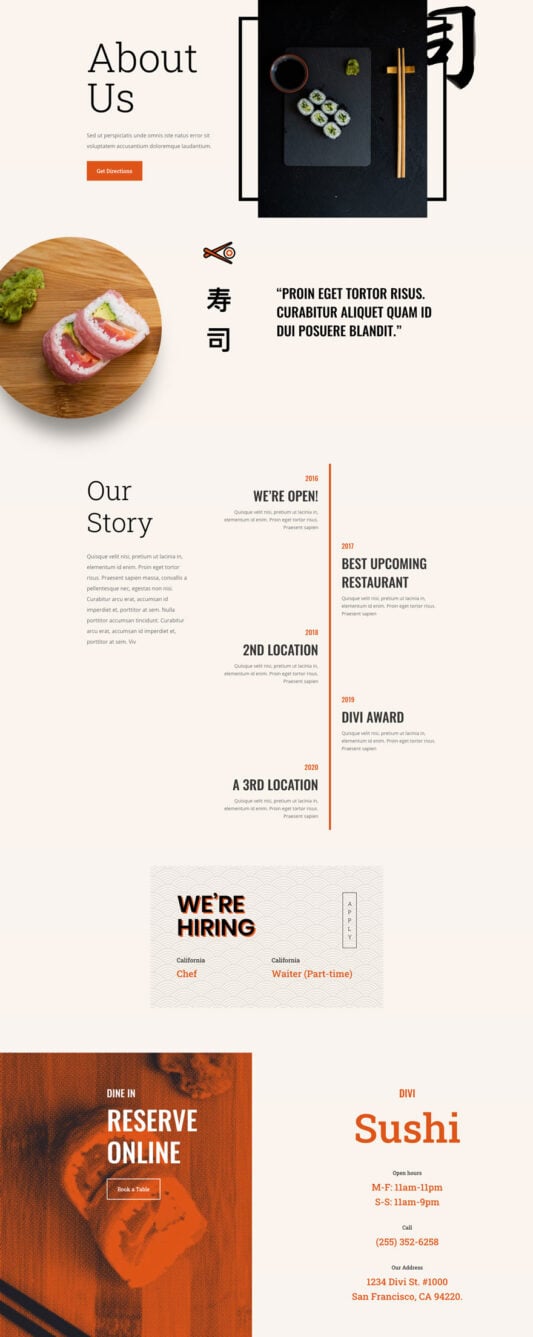 About
Us
司
Sed ut perspiciatis unde omnis iste natus error sit
voluptatem accusantium doloremque laudantium.
Get Directions
寿
司
“PROIN EGET TORTOR RISUS.
CURABITUR ALIQUET QUAM ID
DUI POSUERE BLANDIT.”
Our
Story
Quisque velit nisi, pretium ut lacinia in,
elementum id enim. Proin eget tortor
risus. Praesent sapien massa, convallis a
pellentesque nec, egestas non nisi.
Curabitur arcu erat, accumsan id
imperdiet et, porttitor at sem. Nulla
porttitor accumsan tincidunt. Curabitur
arcu erat, accumsan id imperdiet et,
porttitor at sem. Viv
2016
WE’RE OPEN!
Quisque velit nisi, pretium ut lacinia in,
elementum id enim. Proin eget tortor risus.
Praesent sapien
2017
BEST UPCOMING
RESTAURANT
Quisque velit nisi, pretium ut lacinia in,
elementum id enim. Proin eget tortor risus.
Praesent sapien
2018
2ND LOCATION
Quisque velit nisi, pretium ut lacinia in,
elementum id enim. Proin eget tortor risus.
Praesent sapien
2019
DIVI AWARD
Quisque velit nisi, pretium ut lacinia in,
elementum id enim. Proin eget tortor risus.
Praesent sapien
2020
A 3RD LOCATION
Quisque velit nisi, pretium ut lacinia in,
elementum id enim. Proin eget tortor risus.
Praesent sapien
WE’RE
HIRING
APPLY
California
Chef
California
Waiter (Part-time)
DINE IN
RESERVE
ONLINE
Book a Table
DIVI
Sushi
Open hours
M-F: 11am-11pm
S-S: 11am-9pm
Call
(255) 352-6258
Our Address
1234 Divi St. #1000
San Francisco, CA 94220.